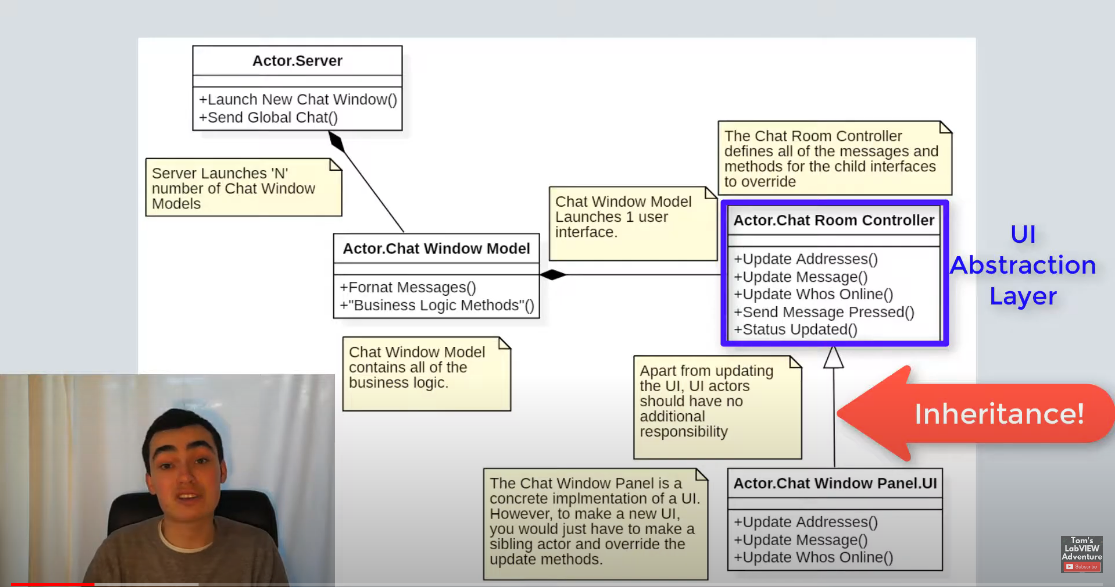 Actor.Server
+Launch New Chat Window()
+Send Global Chat()
Server Launches 'N'
number of Chat Window
Models
The Chat Room Controller
defines all of the messages and
methods for the child interfaces
to override
Chat Window Model
Launches 1 user
interface.
Actor.Chat Room Controller
+Update Addresses()
+Update Message()
+Update Whos Online()
+Send Message Pressed()
+Status Updated()
UI
Abstraction
Layer
Actor.Chat Window Model
+Fornat Messages()
+"Business Logic Methods"()
Chat Window Model
contains all of the
business logic.
Apart from updating
the UI, UI actors
should have no
additional
responsibility
Inheritance!
The Chat Window Panel is a
concrete implmentation of a UI.
However, to make a new UI,
you would just have to make a
sibling actor and override the
update methods.
Actor.Chat Window Panel.UI
+Update Addresses()
+Update Message()
+Update Whos Online()
Tom's
LabVIEW
Adventure
Subscribe